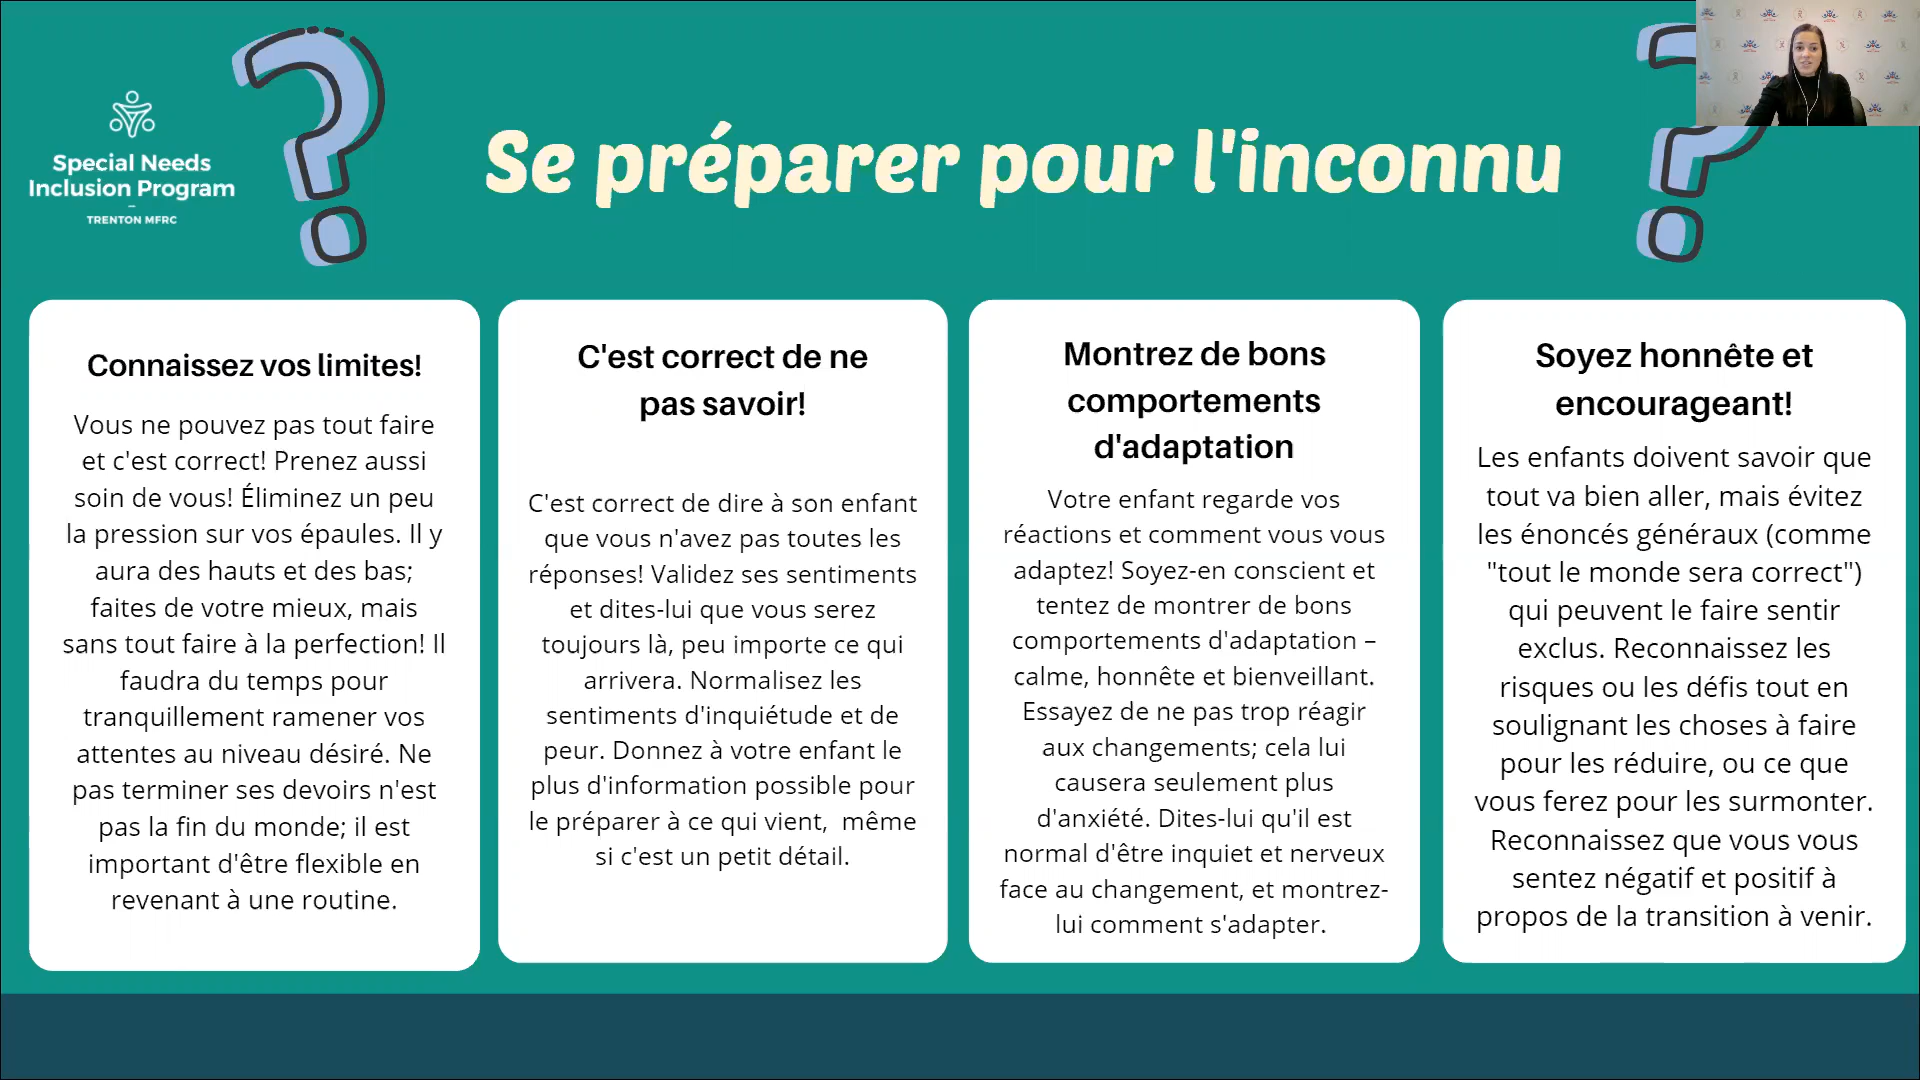 Special Needs
Inclusion Program
–
TRENTON MFRC
Se préparer pour l'inconnu
Connaissez vos limites!
Vous ne pouvez pas tout faire
et c'est correct! Prenez aussi
soin de vous! Éliminez un peu
la pression sur vos épaules. Il y
aura des hauts et des bas;
faites de votre mieux, mais
sans tout faire à la perfection! Il
faudra du temps pour
tranquillement ramener vos
attentes au niveau désiré. Ne
pas terminer ses devoirs n'est
pas la fin du monde; il est
important d'être flexible en
revenant à une routine.
C'est correct de ne
pas savoir!
C'est correct de dire à son enfant
que vous n'avez pas toutes les
réponses! Validez ses sentiments
et dites-lui que vous serez
toujours là, peu importe ce qui
arrivera. Normalisez les
sentiments d'inquiétude et de
peur. Donnez à votre enfant le
plus d'information possible pour
le préparer à ce qui vient,  même
si c'est un petit détail.
Montrez de bons
comportements
d'adaptation
Votre enfant regarde vos
réactions et comment vous vous
adaptez! Soyez-en conscient et
tentez de montrer de bons
comportements d'adaptation –
calme, honnête et bienveillant.
Essayez de ne pas trop réagir
aux changements; cela lui
causera seulement plus
d'anxiété. Dites-lui qu'il est
normal d'être inquiet et nerveux
face au changement, et montrez-
lui comment s'adapter.
Soyez honnête et
encourageant!
Les enfants doivent savoir que
tout va bien aller, mais évitez
les énoncés généraux (comme
"tout le monde sera correct")
qui peuvent le faire sentir
exclus. Reconnaissez les
risques ou les défis tout en
soulignant les choses à faire
pour les réduire, ou ce que
vous ferez pour les surmonter.
Reconnaissez que vous vous
sentez négatif et positif à
propos de la transition à venir.